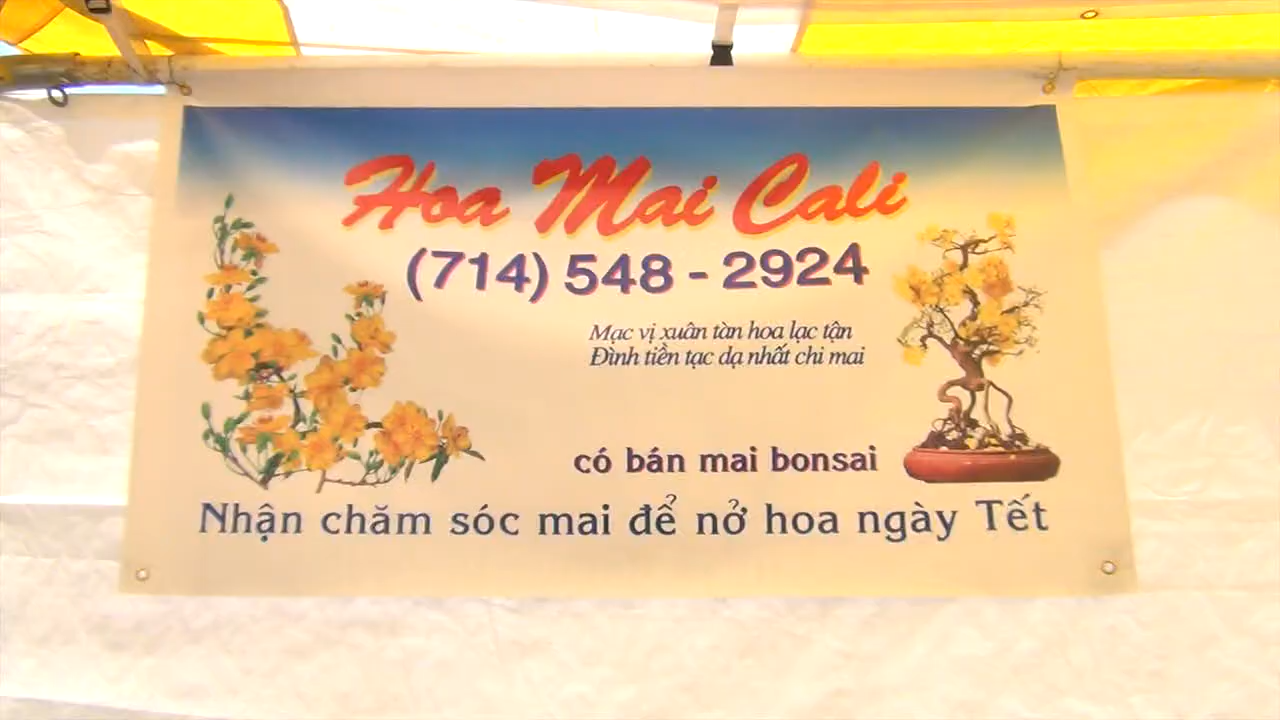 Hoa Mai Cali
(714) 548 - 2924
Mạc vị xuân tàn hoa lạc tận
Đình tiền tạc dạ nhất chi mai
có bán mai bonsai
Nhận chăm sóc mai để nở hoa ngày Tết